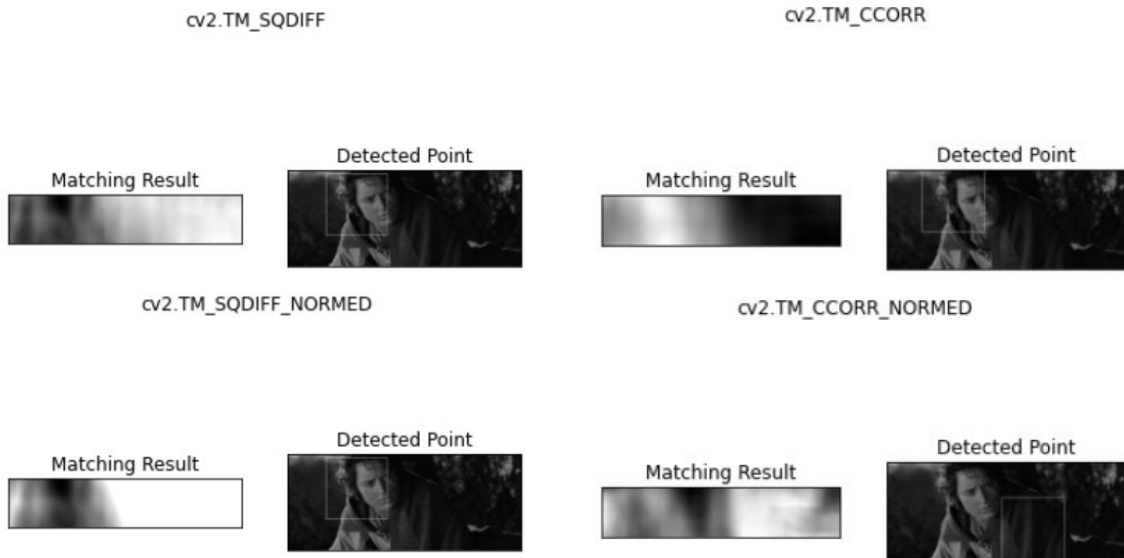 cv2.TM_SQDIFF
Matching Result
Detected Point
cv2.TM_CCORR
Matching Result
Detected Point
cv2.TM_SQDIFF_NORMED
Matching Result
Detected Point
cv2.TM_CCORR_NORMED
Matching Result
Detected Point